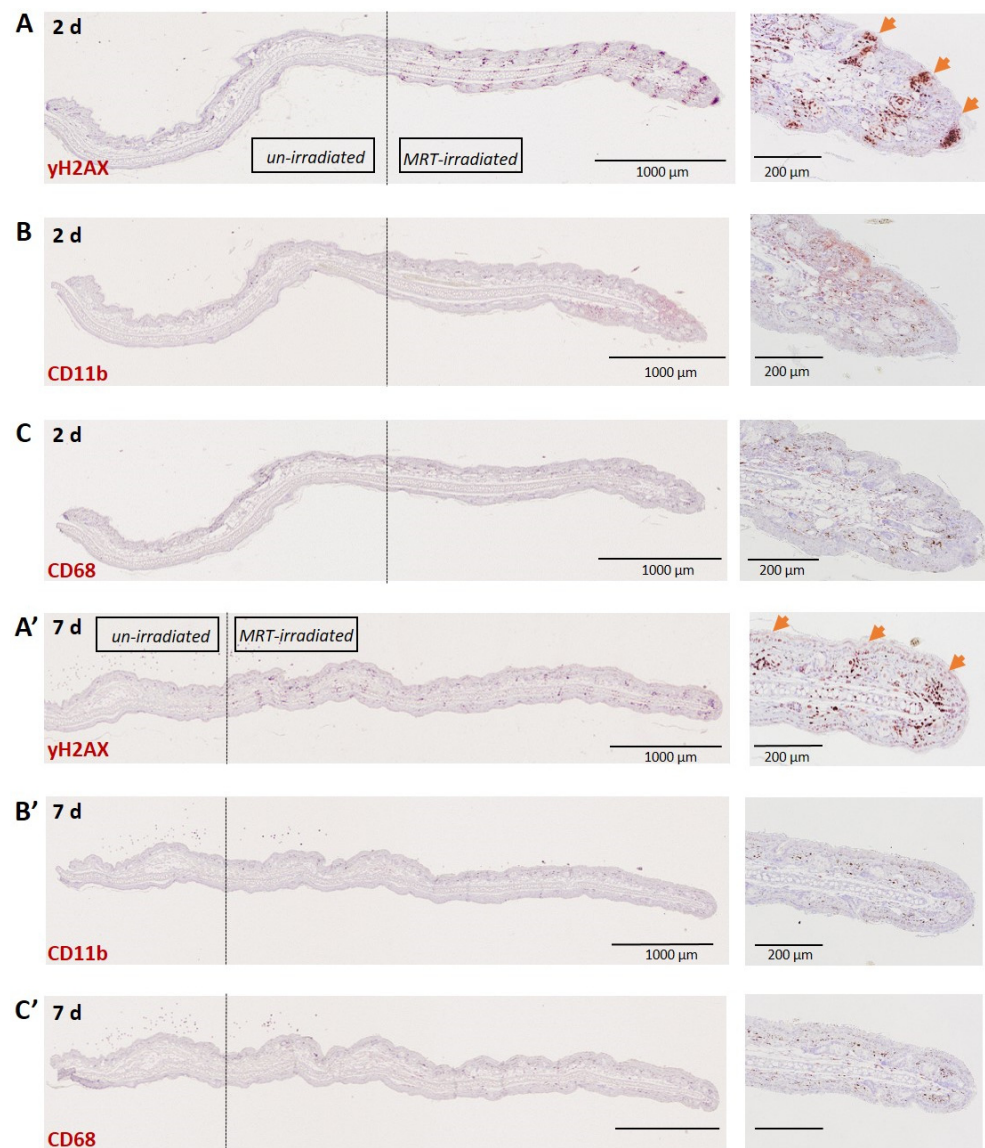 A
2 d
un-irradiated
MRT-irradiated
yH2AX
1000 µm
200 µm
B
2 d
CD11b
1000 µm
200 µm
C
2 d
CD68
1000 µm
200 µm
A’
7 d
un-irradiated
MRT-irradiated
yH2AX
1000 µm
200 µm
B’
7 d
CD11b
1000 µm
200 µm
C’
7 d
CD68